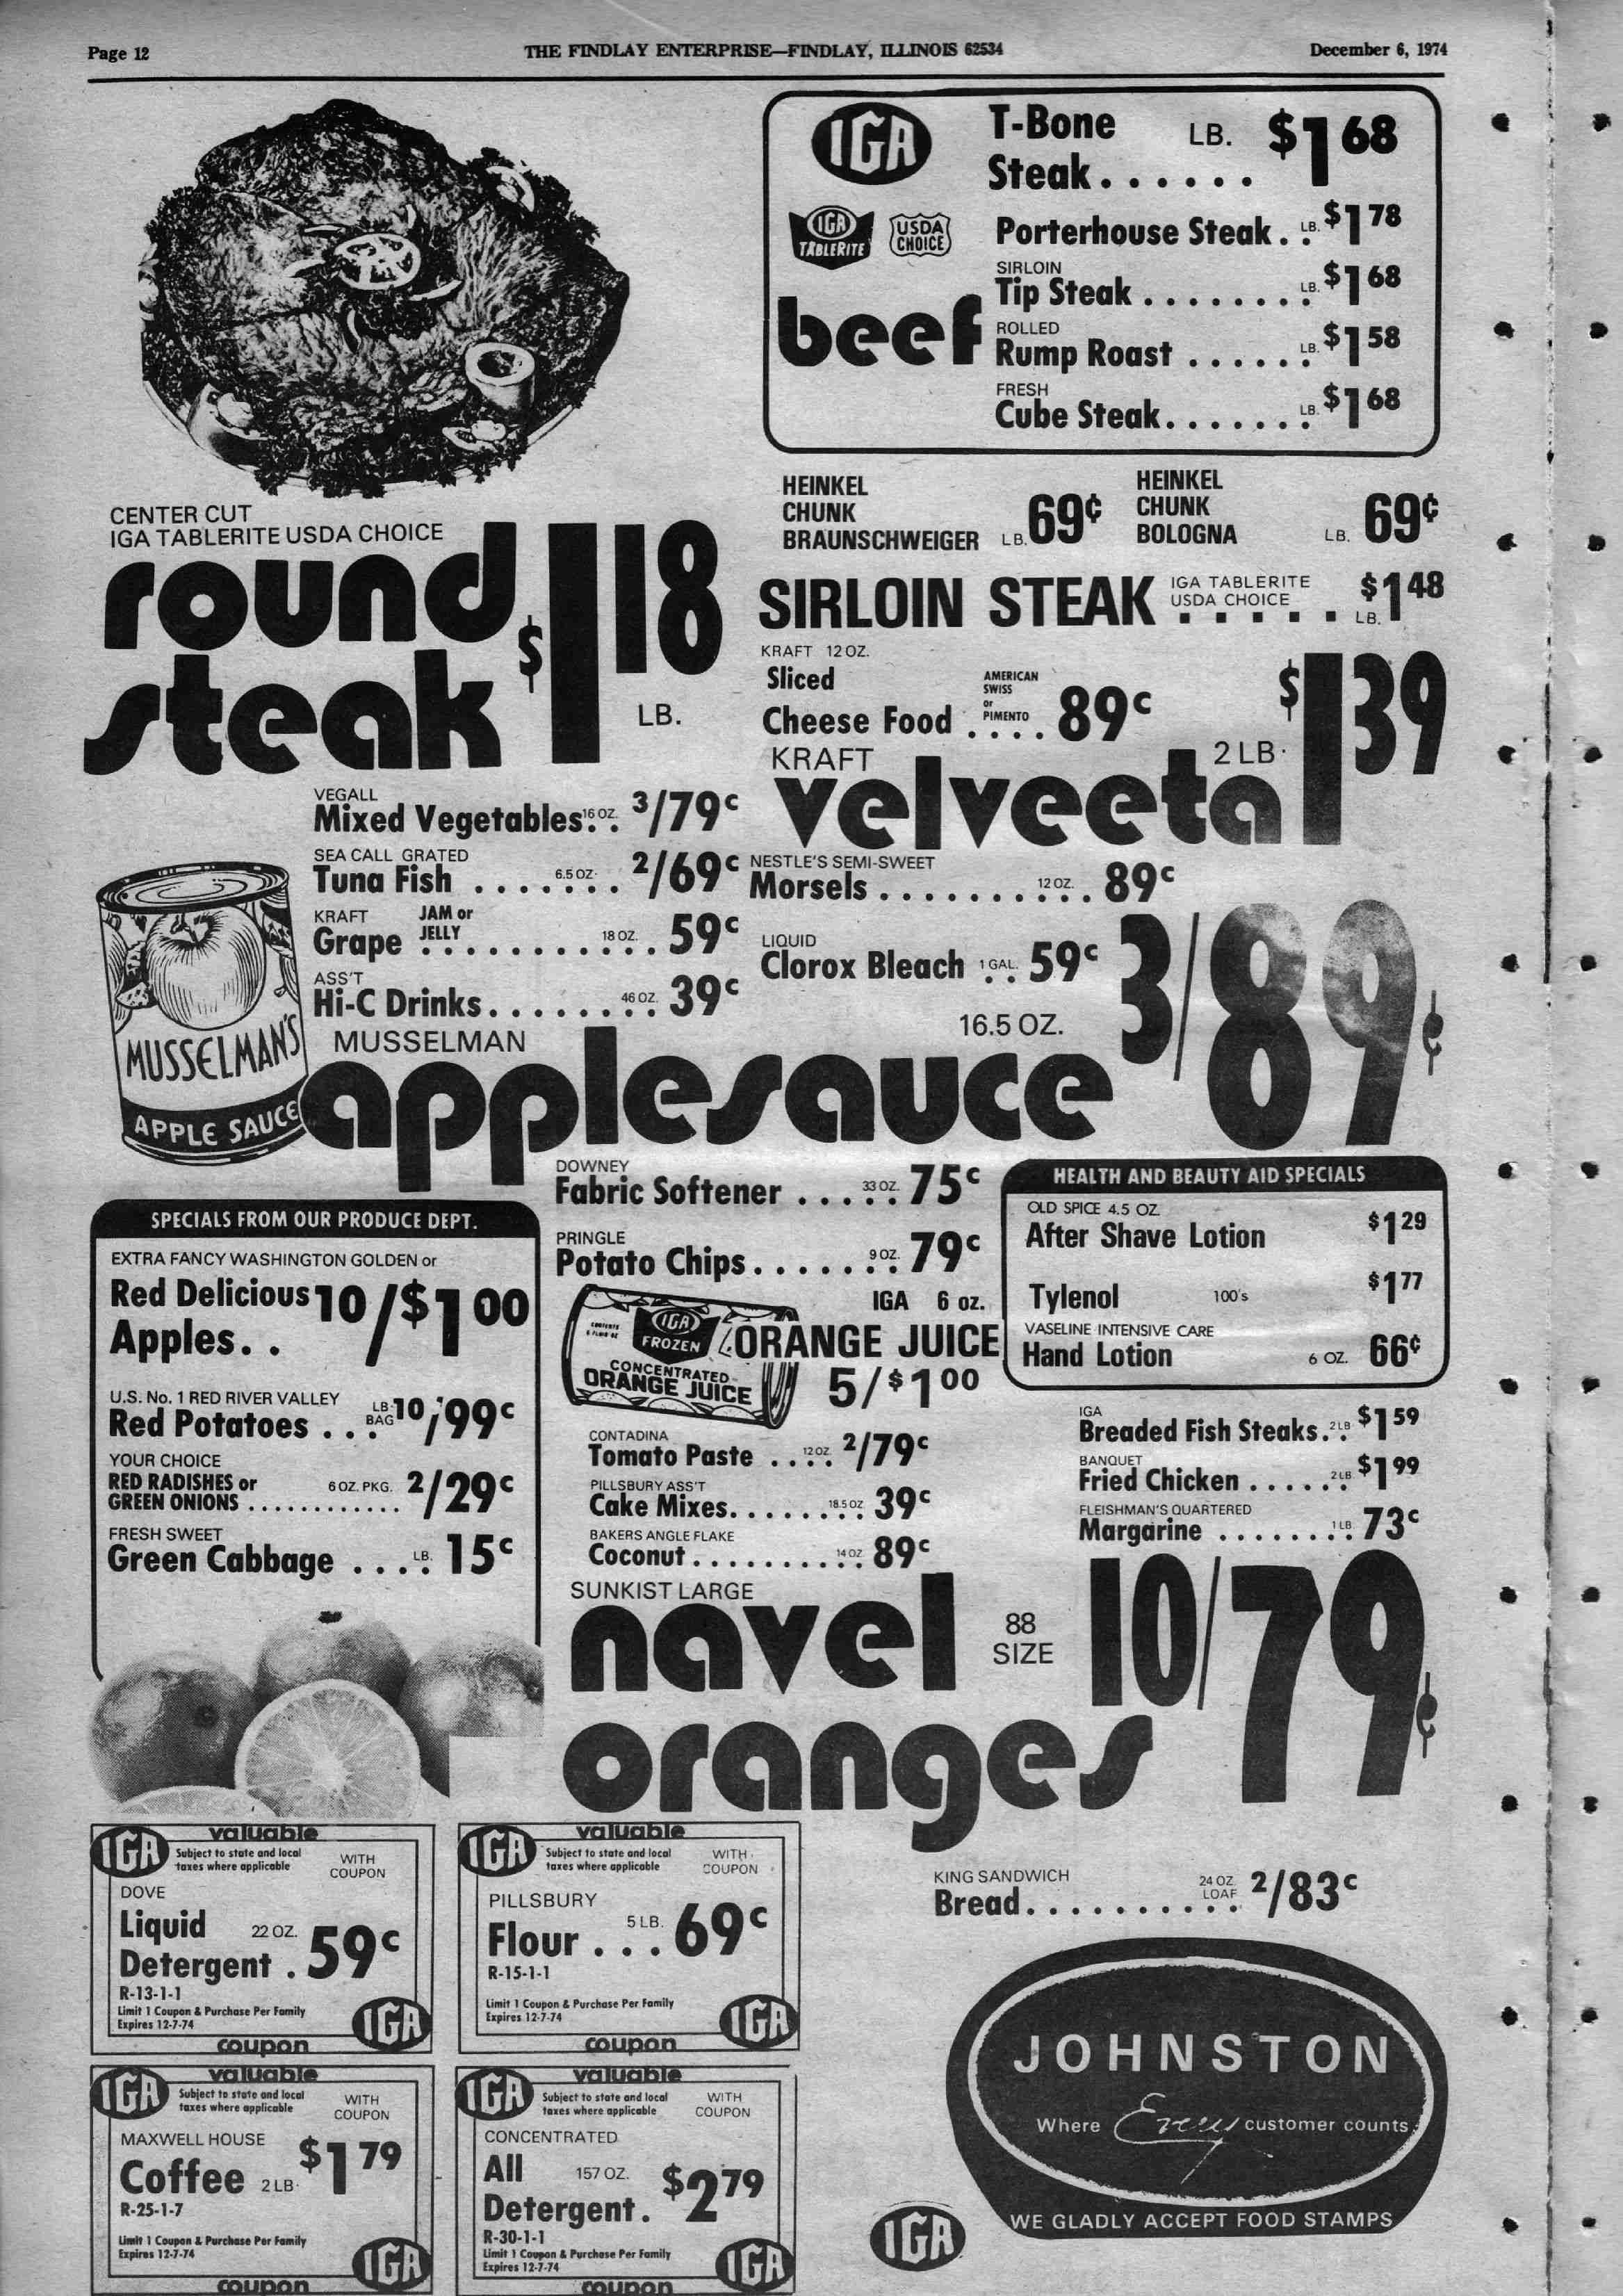 Page 12
THE FINDLAY ENTERPRISE—FINDLAY, ILLINOIS 62534
December 6, 1974
IGA
IGA TABLERITE
USDA CHOICE
beef
T-Bone
Steak...... LB. $1 68
Porterhouse Steak.. LB. $1 78
SIRLOIN
Tip Steak........ LB. $1 68
ROLLED
Rump Roast ...... LB. $1 58
FRESH
Cube Steak....... LB. $1 68
CENTER CUT
IGA TABLERITE USDA CHOICE
round
steak $1 18
LB.
HEINKEL
CHUNK
BRAUNSCHWEIGER LB. 69¢
HEINKEL
CHUNK
BOLOGNA LB. 69¢
SIRLOIN STEAK IGA TABLERITE
USDA CHOICE ..... LB. $1 48
KRAFT 12 OZ.
Sliced
Cheese Food .... AMERICAN
SWISS
or
PIMENTO 89¢
KRAFT
velveeta 2 LB. $1 39
VEGALL
Mixed Vegetables.. 16 OZ. 3/79¢
SEA CALL GRATED
Tuna Fish ....... 6.5 OZ. 2/69¢
KRAFT
Grape JAM or
JELLY .......... 18 OZ. 59¢
ASS'T
Hi-C Drinks......... 46 OZ. 39¢
NESTLE'S SEMI-SWEET
Morsels .......... 12 OZ. 89¢
LIQUID
Clorox Bleach .. 1 GAL. 59¢
MUSSELMAN'S
APPLE SAUCE
MUSSELMAN
applesauce 16.5 OZ. 3/89¢
DOWNEY
Fabric Softener ..... 33 OZ. 75¢
PRINGLE
Potato Chips....... 9 OZ. 79¢
HEALTH AND BEAUTY AID SPECIALS
OLD SPICE 4.5 OZ.
After Shave Lotion $1 29
Tylenol 100's $1 77
VASELINE INTENSIVE CARE
Hand Lotion 6 OZ. 66¢
SPECIALS FROM OUR PRODUCE DEPT.
EXTRA FANCY WASHINGTON GOLDEN or
Red Delicious
Apples.. 10/$1 00
U.S. No. 1 RED RIVER VALLEY
Red Potatoes .... LB. BAG 10/99¢
YOUR CHOICE
RED RADISHES or
GREEN ONIONS ............ 6 OZ. PKG. 2/29¢
FRESH SWEET
Green Cabbage .... LB. 15¢
IGA 6 oz.
ORANGE JUICE
5/$1 00
IGA
FROZEN
CONCENTRATED
ORANGE JUICE
CONTADINA
Tomato Paste .... 12 OZ. 2/79¢
PILLSBURY ASS'T
Cake Mixes........ 18.5 OZ. 39¢
BAKERS ANGLE FLAKE
Coconut.......... 14 OZ. 89¢
IGA
Breaded Fish Steaks.. 2 LB. $1 59
BANQUET
Fried Chicken ...... 2 LB. $1 99
FLEISHMAN'S QUARTERED
Margarine ........ 1 LB. 73¢
SUNKIST LARGE
navel
oranges 88
SIZE 10/79¢
IGA
valuable
Subject to state and local
taxes where applicable
WITH
COUPON
DOVE
Liquid
Detergent . 22 OZ. 59¢
R-13-1-1
Limit 1 Coupon & Purchase Per Family
Expires 12-7-74
IGA
coupon
IGA
valuable
Subject to state and local
taxes where applicable
WITH
COUPON
PILLSBURY
Flour ... 5 LB. 69¢
R-15-1-1
Limit 1 Coupon & Purchase Per Family
Expires 12-7-74
IGA
coupon
KING SANDWICH
Bread.......... 24 OZ.
LOAF 2/83¢
IGA
valuable
Subject to state and local
taxes where applicable
WITH
COUPON
MAXWELL HOUSE
Coffee 2 LB. $1 79
R-25-1-7
Limit 1 Coupon & Purchase Per Family
Expires 12-7-74
IGA
coupon
IGA
valuable
Subject to state and local
taxes where applicable
WITH
COUPON
CONCENTRATED
All
Detergent. 157 OZ. $2 79
R-30-1-1
Limit 1 Coupon & Purchase Per Family
Expires 12-7-74
IGA
coupon
JOHNSTON
Where Every customer counts
WE GLADLY ACCEPT FOOD STAMPS
IGA